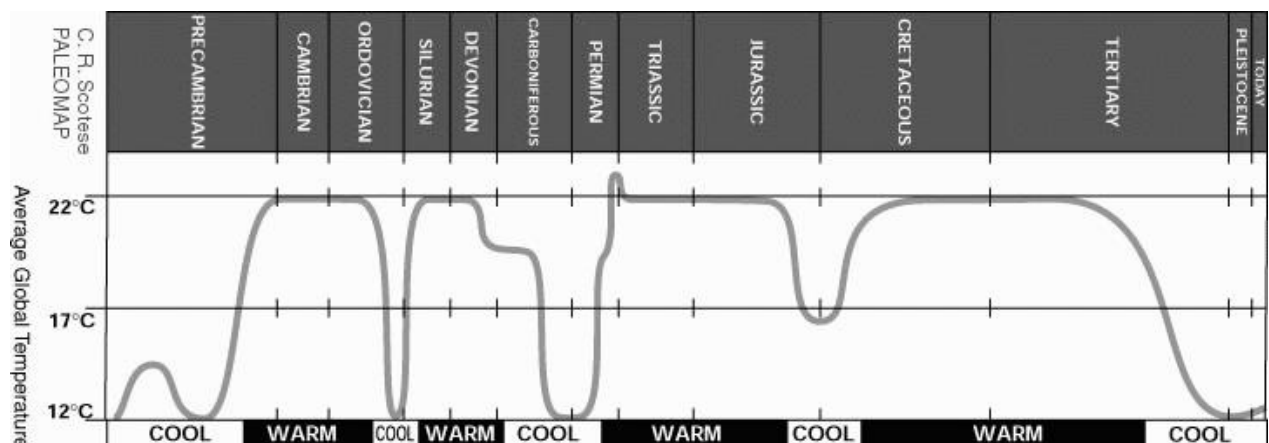 C. R. Scotese
PALEOMAP
PRECAMBRIAN
CAMBRIAN
ORDOVICIAN
SILURIAN
DEVONIAN
CARBONIFEROUS
PERMIAN
TRIASSIC
JURASSIC
CRETACEOUS
TERTIARY
PLEISTOCENE
TODAY
Average Global Temperature
22°C
17°C
12°C
COOL
WARM
COOL
WARM
COOL
WARM
COOL
WARM
COOL